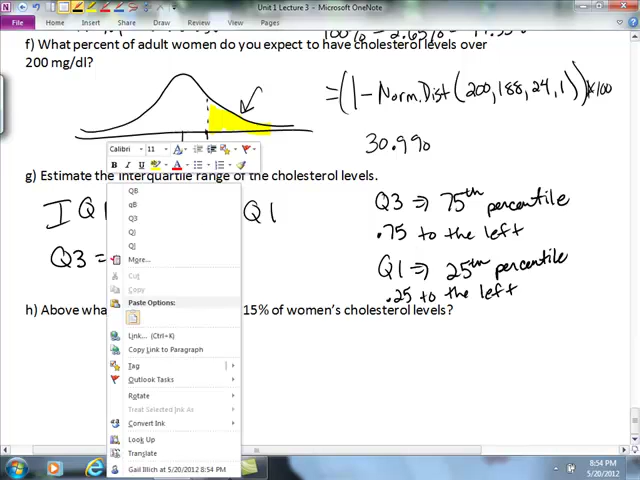 Unit 1 Lecture 3 - Microsoft OneNote
File Home Insert Share Draw Review View
f) What percent of adult women do you expect to have cholesterol levels over
200 mg/dl?
=(1 - Norm.Dist(200,188,24,1))*100
30.99%
Calibri 11
B I U
g) Estimate the interquartile range of the cholesterol levels.
Q1
Q3 =
Q3 ⇒ 75th percentile
.75 to the left
Q1 ⇒ 25th percentile
.25 to the left
QB
qB
Q3
Q)
QJ
More...
Cut
Copy
Paste Options:
Link... (Ctrl+K)
Copy Link to Paragraph
Tag
Outlook Tasks
Rotate
Treat Selected Ink As
Convert Ink
Look Up
Translate
Gail Illich at 5/20/2012 8:54 PM
h) Above wha 15% of women's cholesterol levels?
8:54 PM
5/20/2012